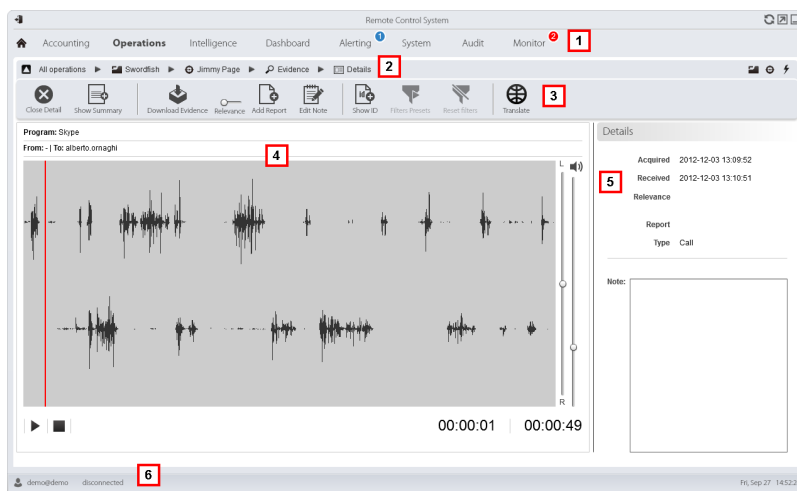 Remote Control System
Accounting Operations Intelligence Dashboard Alerting 1 System Audit Monitor 2 1
All operations Swordfish Jimmy Page Evidence Details 2
Close Detail Show Summary Download Evidence Relevance Add Report Edit Note Show ID Filters Presets Reset filters Translate 3
Program: Skype
From: - | To: alberto.ornaghi
4
L
R
00:00:01 00:00:49
Details
Acquired 2012-12-03 13:09:52
5 Received 2012-12-03 13:10:51
Relevance
Report
Type Call
Note:
demo@demo disconnected 6 Fri, Sep 27 14:52:2